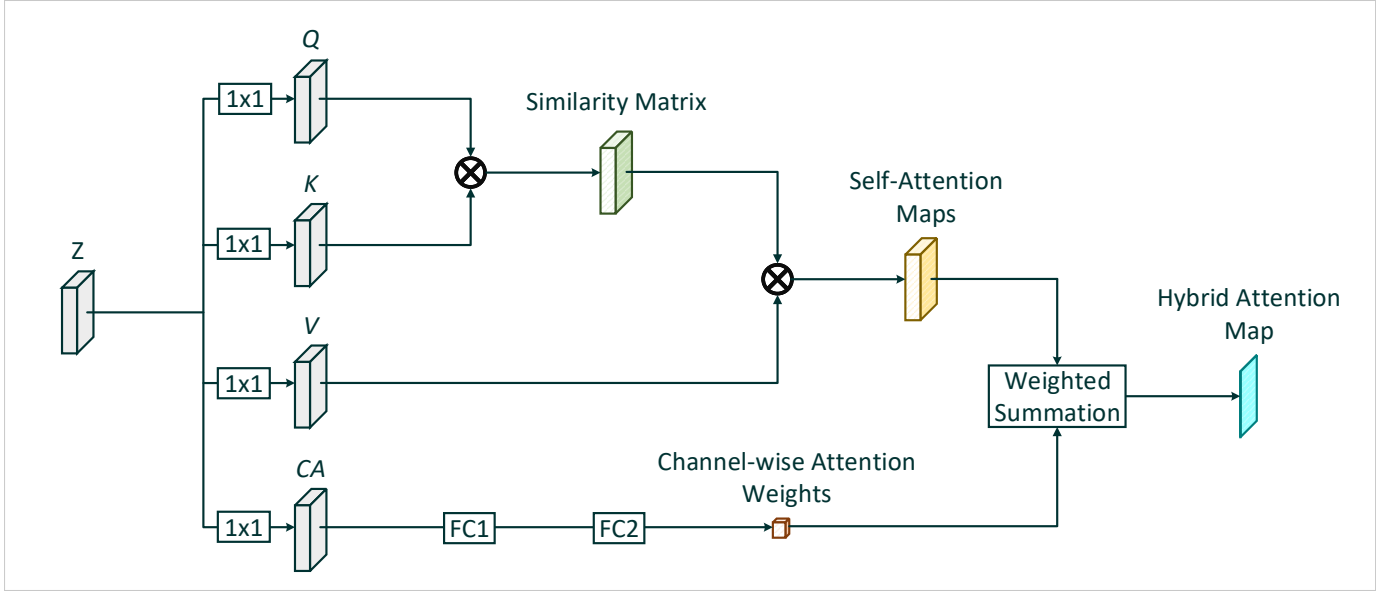 Q
1x1
Similarity Matrix
K
1x1
Self-Attention
Maps
Z
V
1x1
Hybrid Attention
Map
Weighted
Summation
CA
1x1
FC1
FC2
Channel-wise Attention
Weights